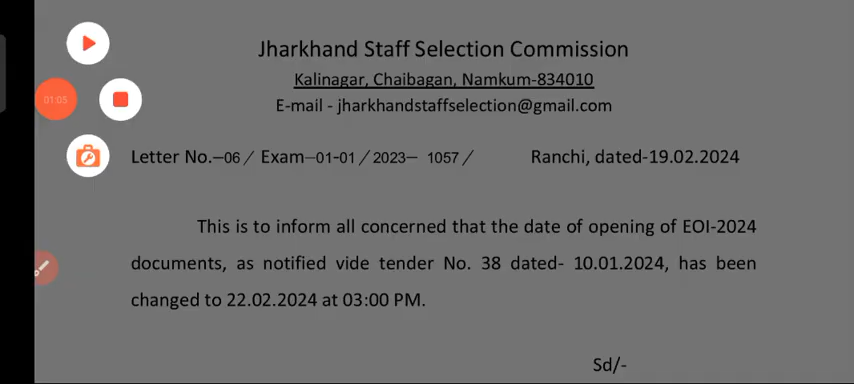 Jharkhand Staff Selection Commission
Kalinagar, Chaibagan, Namkum-834010
E-mail - jharkhandstaffselection@gmail.com
01:05
Letter No.–06 / Exam–01-01 / 2023– 1057 / Ranchi, dated-19.02.2024
This is to inform all concerned that the date of opening of EOI-2024
documents, as notified vide tender No. 38 dated- 10.01.2024, has been
changed to 22.02.2024 at 03:00 PM.
Sd/-